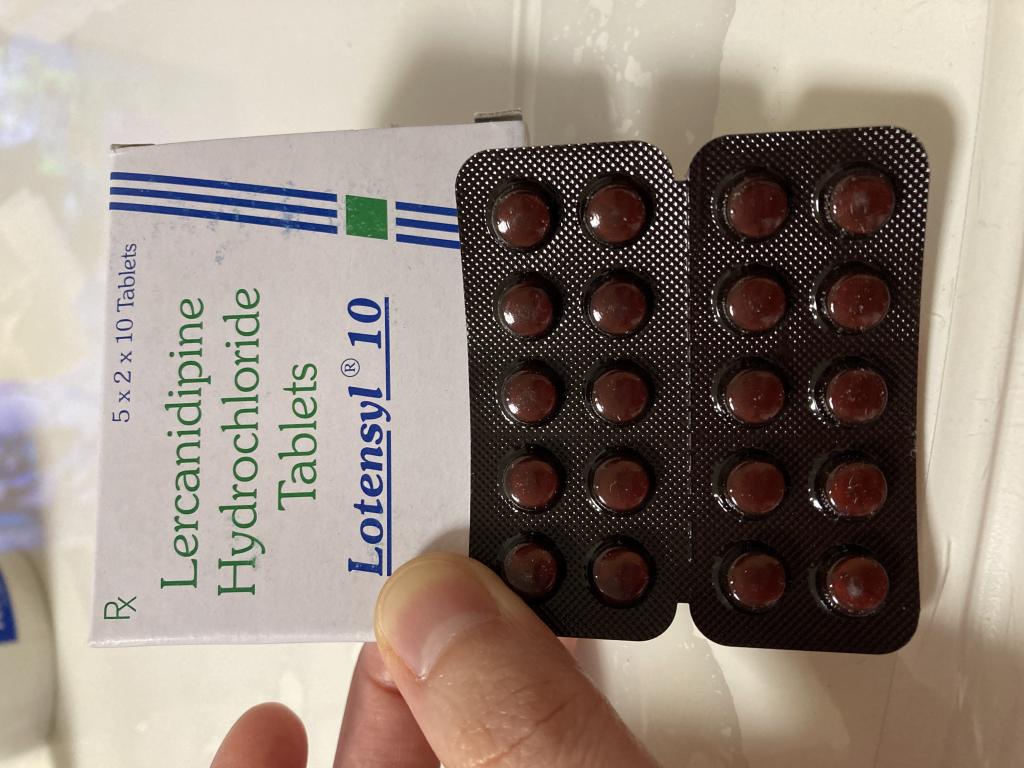 Rx
5 x 2 x 10 Tablets
Lercanidipine
Hydrochloride
Tablets
Lotensyl® 10